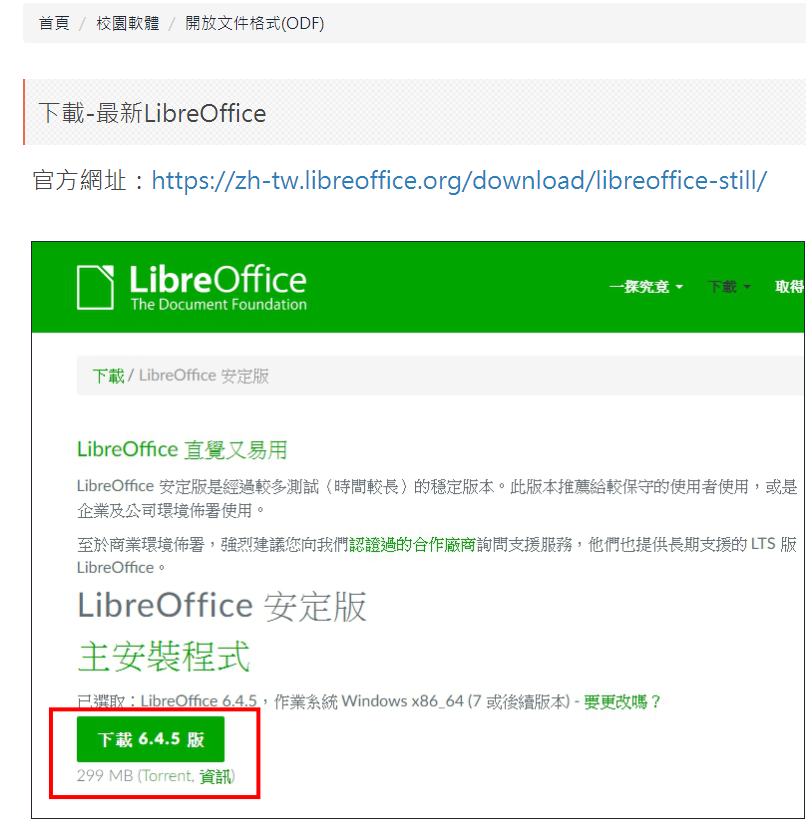 首頁 / 校園軟體 / 開放文件格式(ODF)
下載-最新LibreOffice
官方網址：https://zh-tw.libreoffice.org/download/libreoffice-still/
LibreOffice
The Document Foundation
一探究竟 下載 取得
下載 / LibreOffice 安定版
LibreOffice 直覺又易用
LibreOffice 安定版是經過較多測試（時間較長）的穩定版本。此版本推薦給較保守的使用者使用，或是
企業及公司環境佈署使用。
至於商業環境佈署，強烈建議您向我們認證過的合作廠商詢問支援服務，他們也提供長期支援的 LTS 版
LibreOffice。
LibreOffice 安定版
主安裝程式
已選取：LibreOffice 6.4.5，作業系統 Windows x86_64 (7 或後續版本) - 要更改嗎？
下載 6.4.5 版
299 MB (Torrent, 資訊)